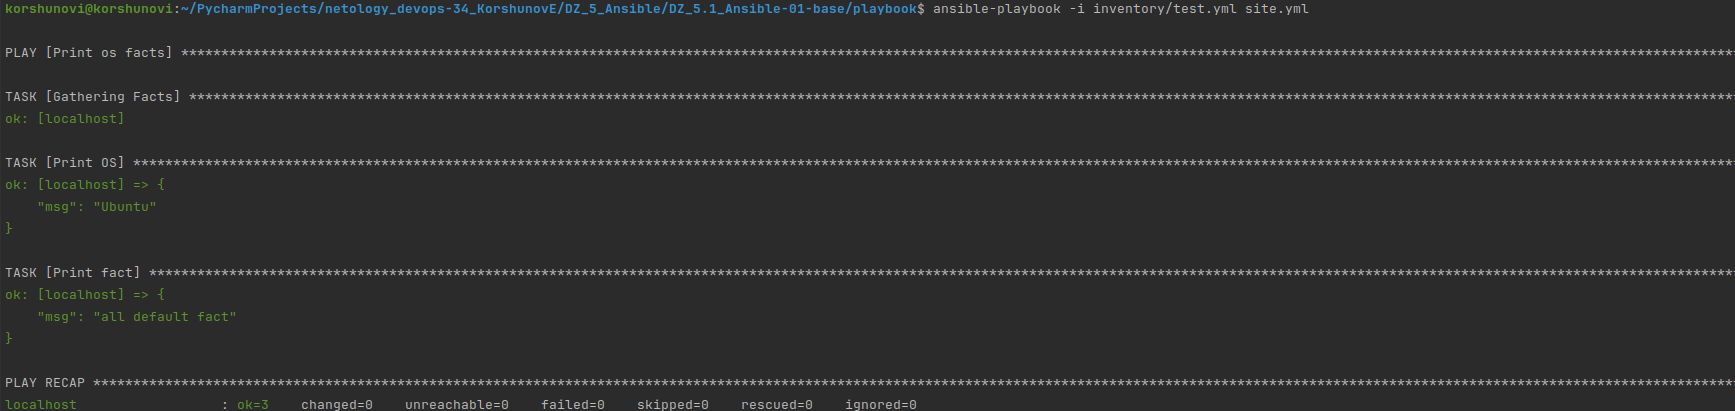 korshunovi@korshunovi:~/PycharmProjects/netology_devops-34_KorshunovE/DZ_5_Ansible/DZ_5.1_Ansible-01-base/playbook$ ansible-playbook -i inventory/test.yml site.yml
PLAY [Print os facts] ****************************************************************************************************************************************************************************************************
TASK [Gathering Facts] ***************************************************************************************************************************************************************************************************
ok: [localhost]
TASK [Print OS] **********************************************************************************************************************************************************************************************************
ok: [localhost] => {
    "msg": "Ubuntu"
}
TASK [Print fact] ********************************************************************************************************************************************************************************************************
ok: [localhost] => {
    "msg": "all default fact"
}
PLAY RECAP ***************************************************************************************************************************************************************************************************************
localhost                  : ok=3    changed=0    unreachable=0    failed=0    skipped=0    rescued=0    ignored=0